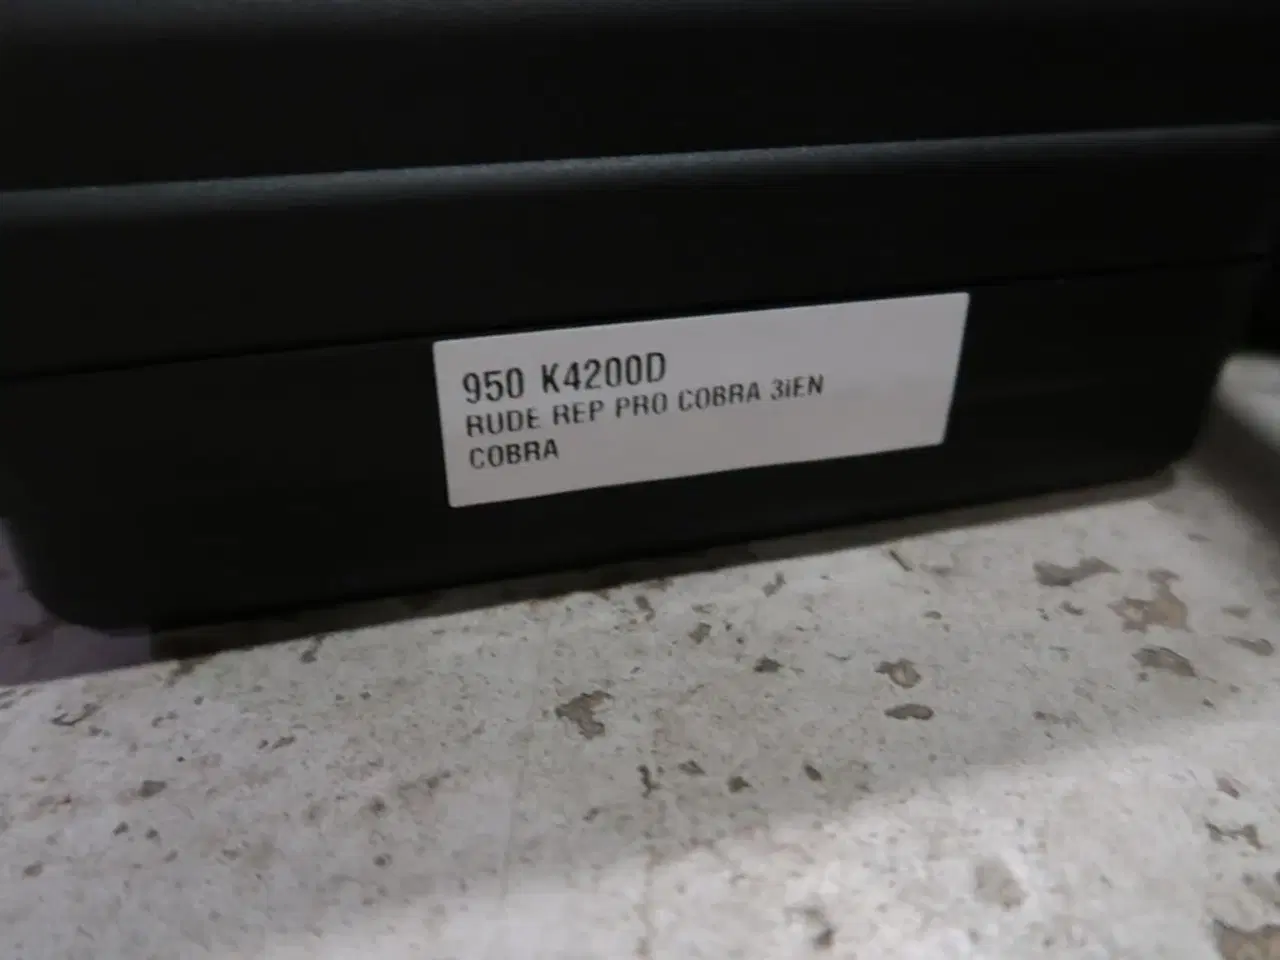 950 K4200D
RUDE REP PRO COBRA 3iEN
COBRA